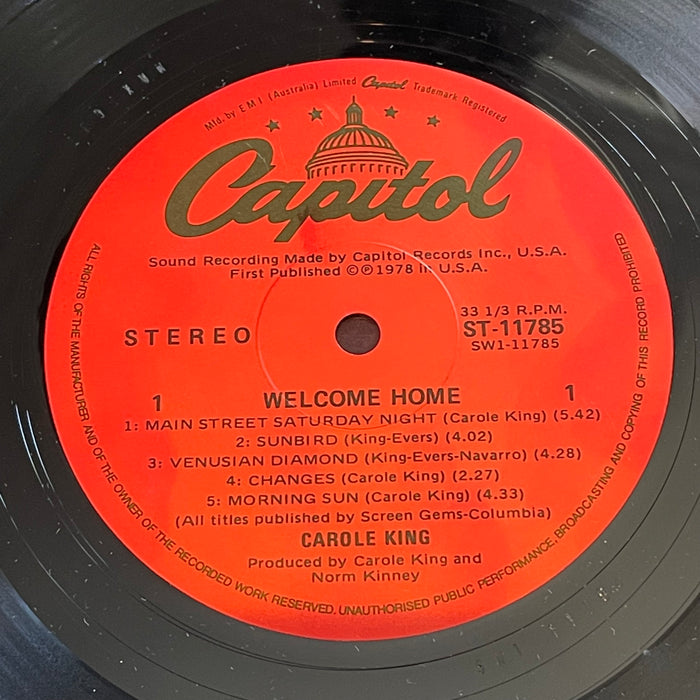 Mfd. by E M I (Australia) Limited Capitol Trademark Registered
Capitol
Sound Recording Made by Capitol Records Inc., U.S.A.
First Published ©℗1978 in U.S.A.
STEREO
33 1/3 R.P.M.
ST-11785
SW1-11785
1 WELCOME HOME 1
1: MAIN STREET SATURDAY NIGHT (Carole King) (5.42)
2: SUNBIRD (King-Evers) (4.02)
3: VENUSIAN DIAMOND (King-Evers-Navarro) (4.28)
4: CHANGES (Carole King) (2.27)
5: MORNING SUN (Carole King) (4.33)
(All titles published by Screen Gems-Columbia)
CAROLE KING
Produced by Carole King and
Norm Kinney
ALL RIGHTS OF THE MANUFACTURER AND OF THE OWNER OF THE RECORDED WORK RESERVED. UNAUTHORISED PUBLIC PERFORMANCE, BROADCASTING AND COPYING OF THIS RECORD PROHIBITED